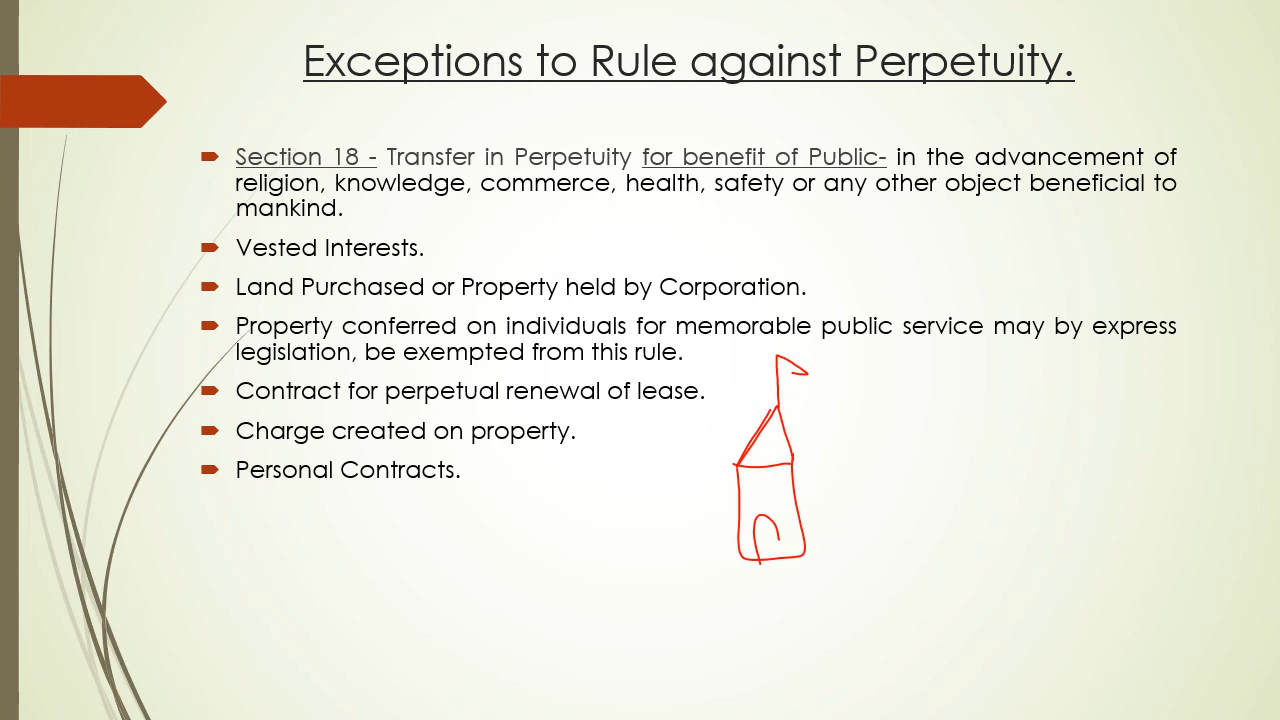 Exceptions to Rule against Perpetuity.
Section 18 - Transfer in Perpetuity for benefit of Public- in the advancement of
religion, knowledge, commerce, health, safety or any other object beneficial to
mankind.
Vested Interests.
Land Purchased or Property held by Corporation.
Property conferred on individuals for memorable public service may by express
legislation, be exempted from this rule.
Contract for perpetual renewal of lease.
Charge created on property.
Personal Contracts.